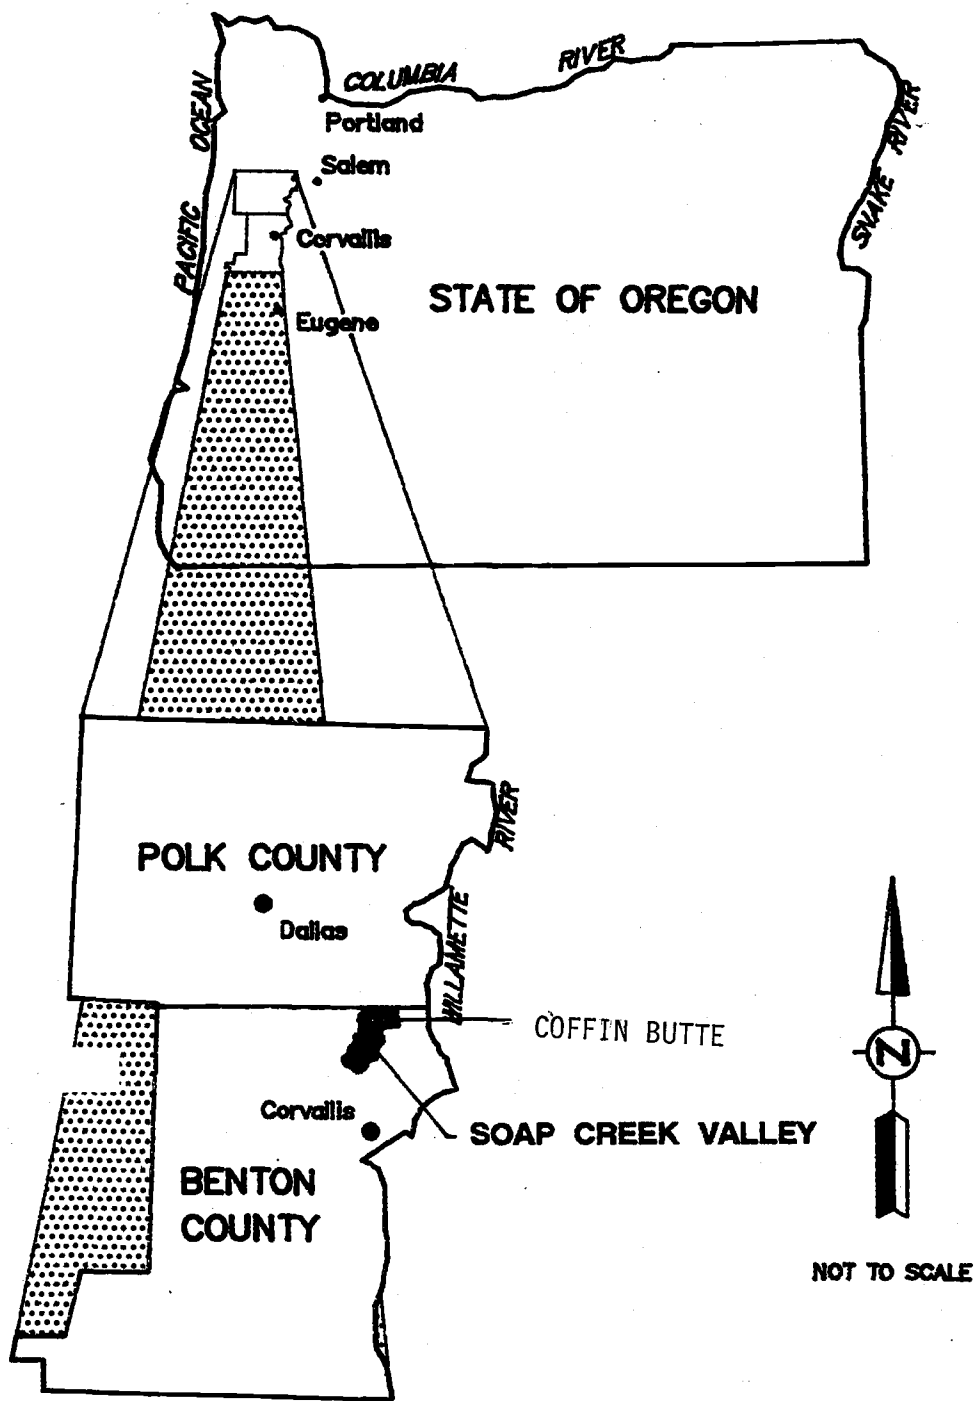 COLUMBIA
RIVER
PACIFIC OCEAN
Portland
SNAKE RIVER
Salem
Corvallis
STATE OF OREGON
Eugene
POLK COUNTY
RIVER
Dallas
WILLAMETTE
COFFIN BUTTE
Corvallis
SOAP CREEK VALLEY
BENTON
COUNTY
Z
NOT TO SCALE